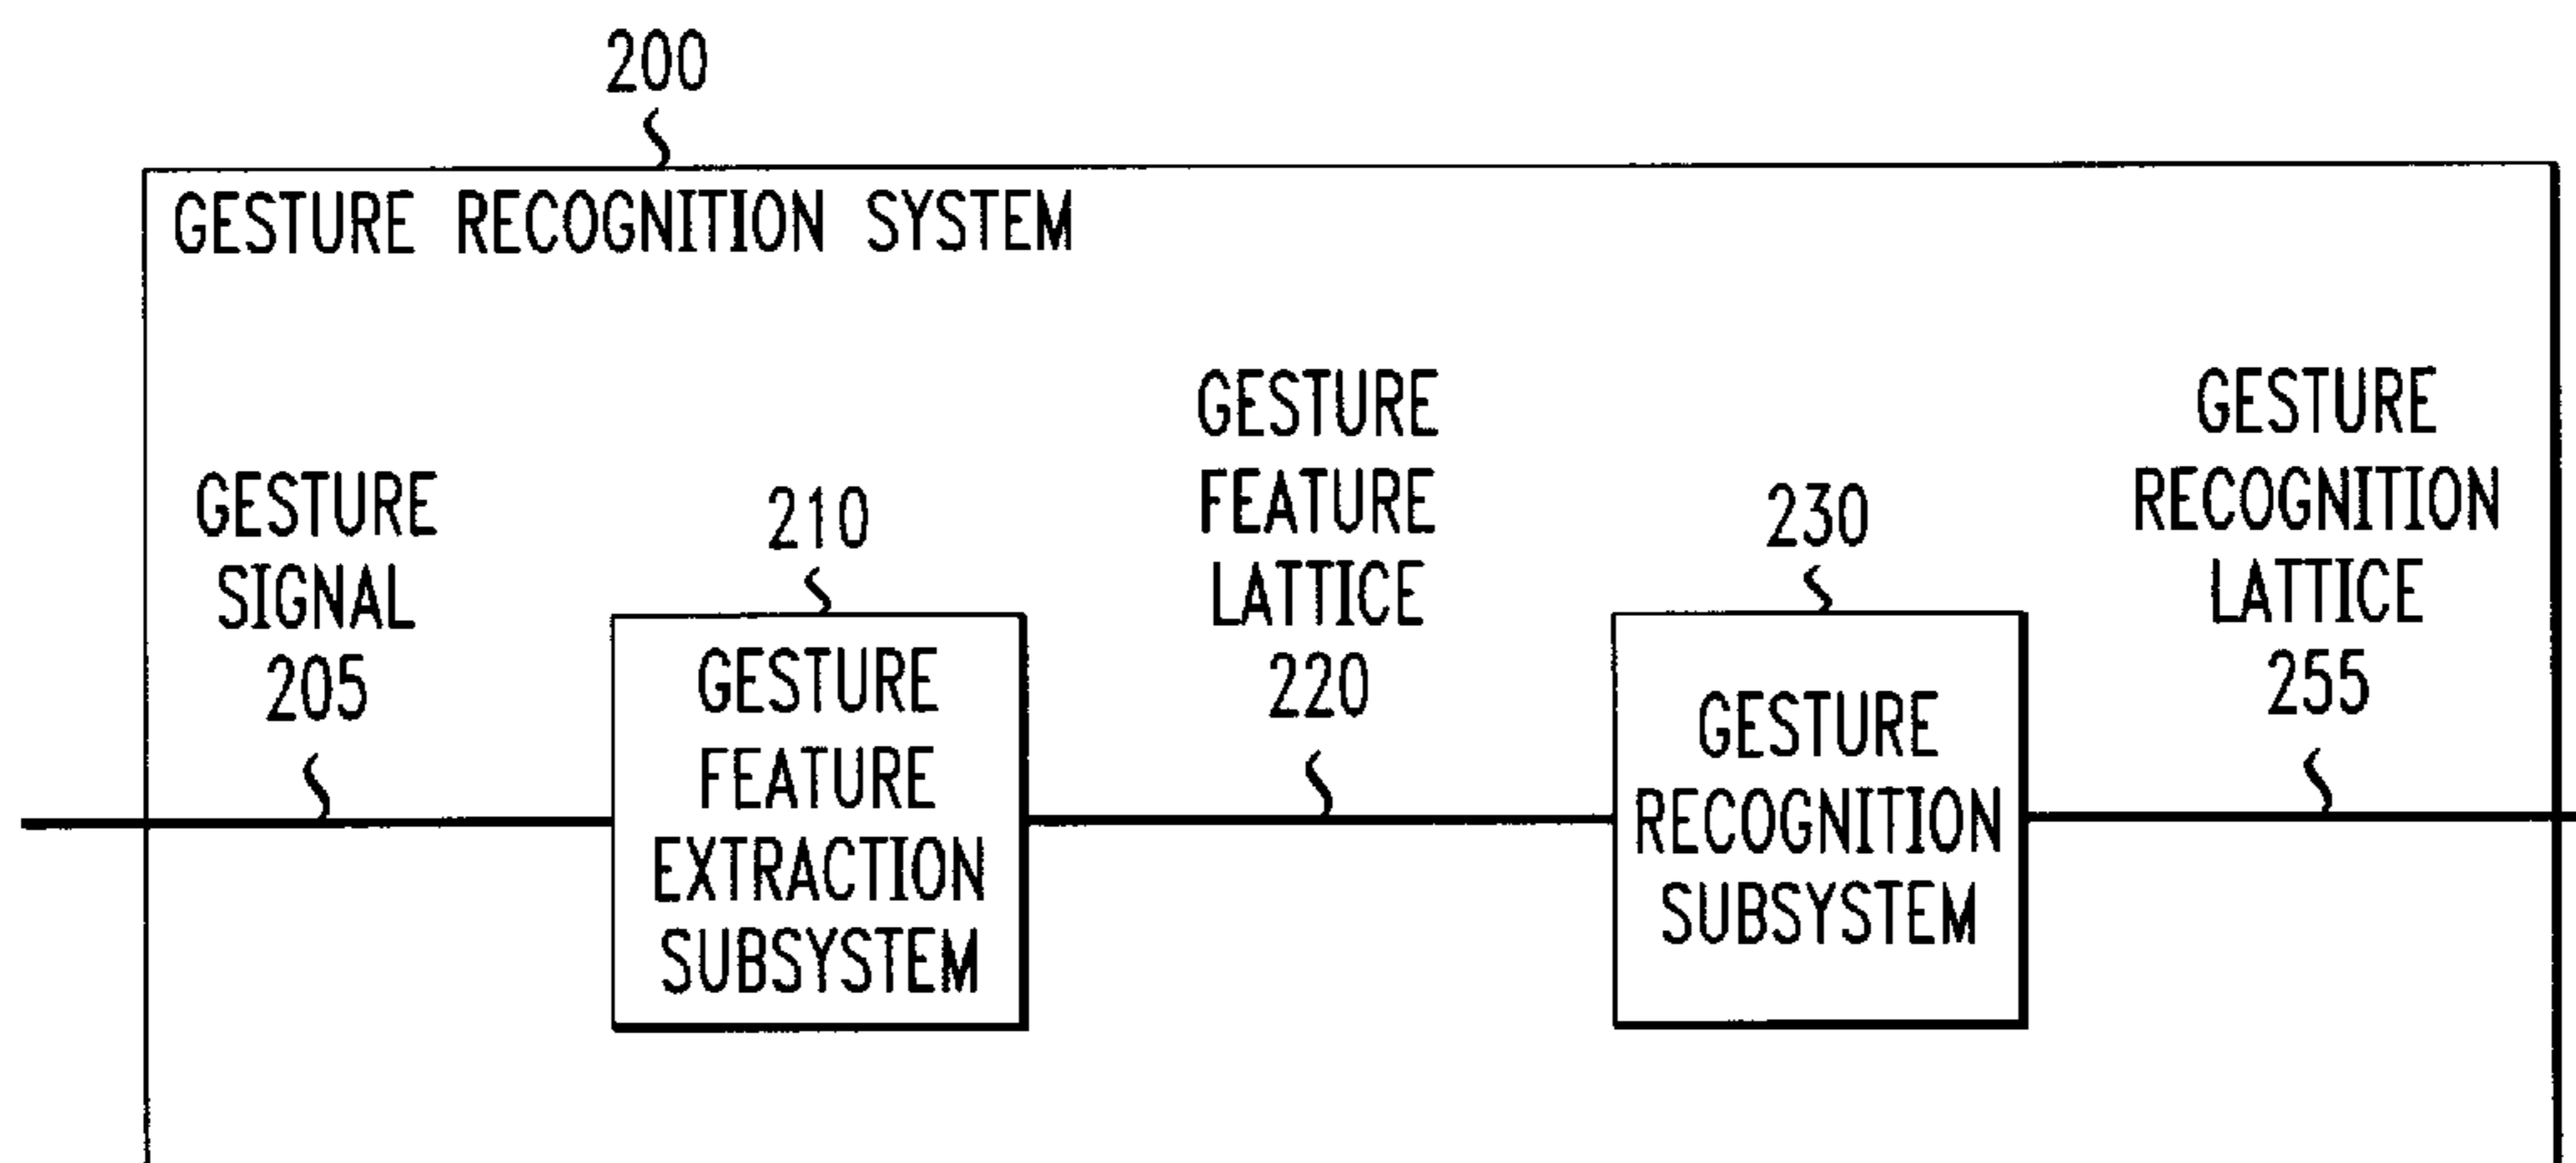 200
GESTURE RECOGNITION SYSTEM
GESTURE
SIGNAL
205
210
GESTURE
FEATURE
EXTRACTION
SUBSYSTEM
GESTURE
FEATURE
LATTICE
220
230
GESTURE
RECOGNITION
SUBSYSTEM
GESTURE
RECOGNITION
LATTICE
255